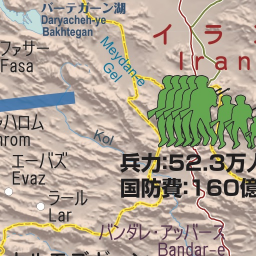 バーテガーン湖
Daryacheh-ye
Bakhtegan
Meydan-e
Gel
イラ
Iran
ファサー
Fasa
ハロム
hrom
Kol
エーバズ
Evaz
ラール
Lar
兵力:52.3万人
国防費:160億
バンダレ・アッバース
Bandar-e